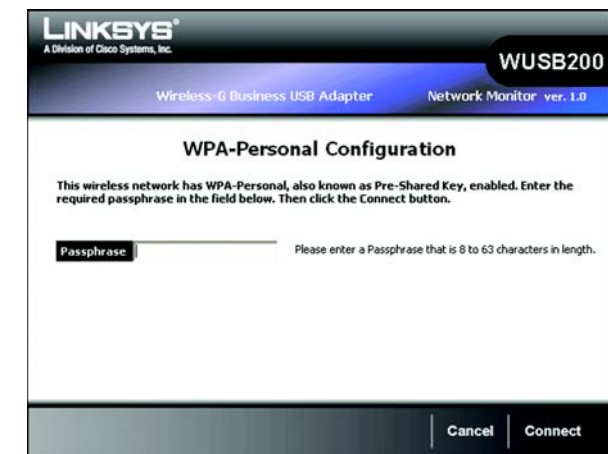 LINKSYS®
A Division of Cisco Systems, Inc.
WUSB200
Wireless-G Business USB Adapter
Network Monitor ver. 1.0
WPA-Personal Configuration
This wireless network has WPA-Personal, also known as Pre-Shared Key, enabled. Enter the
required passphrase in the field below. Then click the Connect button.
Passphrase
Please enter a Passphrase that is 8 to 63 characters in length.
Cancel
Connect